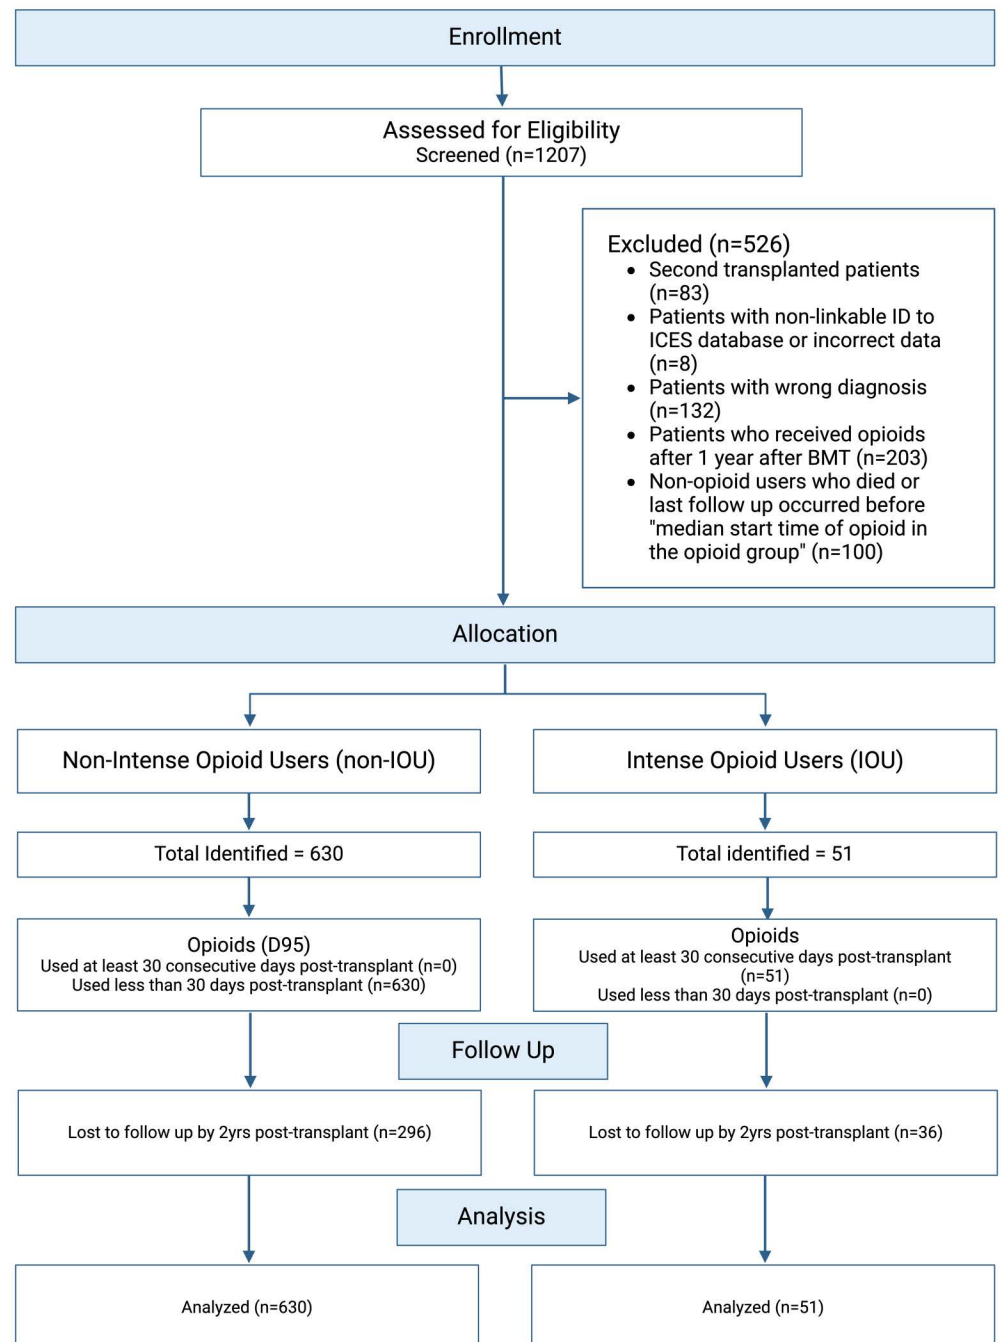 Enrollment
Assessed for Eligibility
Screened (n=1207)
Excluded (n=526)
• Second transplanted patients
(n=83)
• Patients with non-linkable ID to
ICES database or incorrect data
(n=8)
• Patients with wrong diagnosis
(n=132)
• Patients who received opioids
after 1 year after BMT (n=203)
• Non-opioid users who died or
last follow up occurred before
"median start time of opioid in
the opioid group" (n=100)
Allocation
Non-Intense Opioid Users (non-IOU)
Intense Opioid Users (IOU)
Total Identified = 630
Total identified = 51
Opioids (D95)
Used at least 30 consecutive days post-transplant (n=0)
Used less than 30 days post-transplant (n=630)
Opioids
Used at least 30 consecutive days post-transplant
(n=51)
Used less than 30 days post-transplant (n=0)
Follow Up
Lost to follow up by 2yrs post-transplant (n=296)
Lost to follow up by 2yrs post-transplant (n=36)
Analysis
Analyzed (n=630)
Analyzed (n=51)